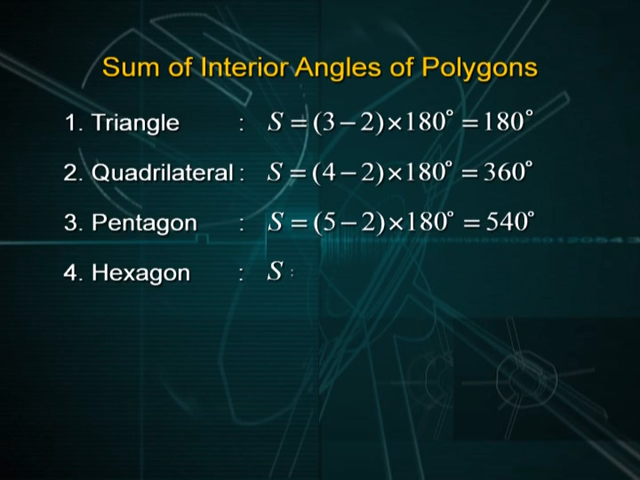 Sum of Interior Angles of Polygons
1. Triangle : S = (3 – 2) × 180° = 180°
2. Quadrilateral : S = (4 – 2) × 180° = 360°
3. Pentagon : S = (5 – 2) × 180° = 540°
4. Hexagon : S